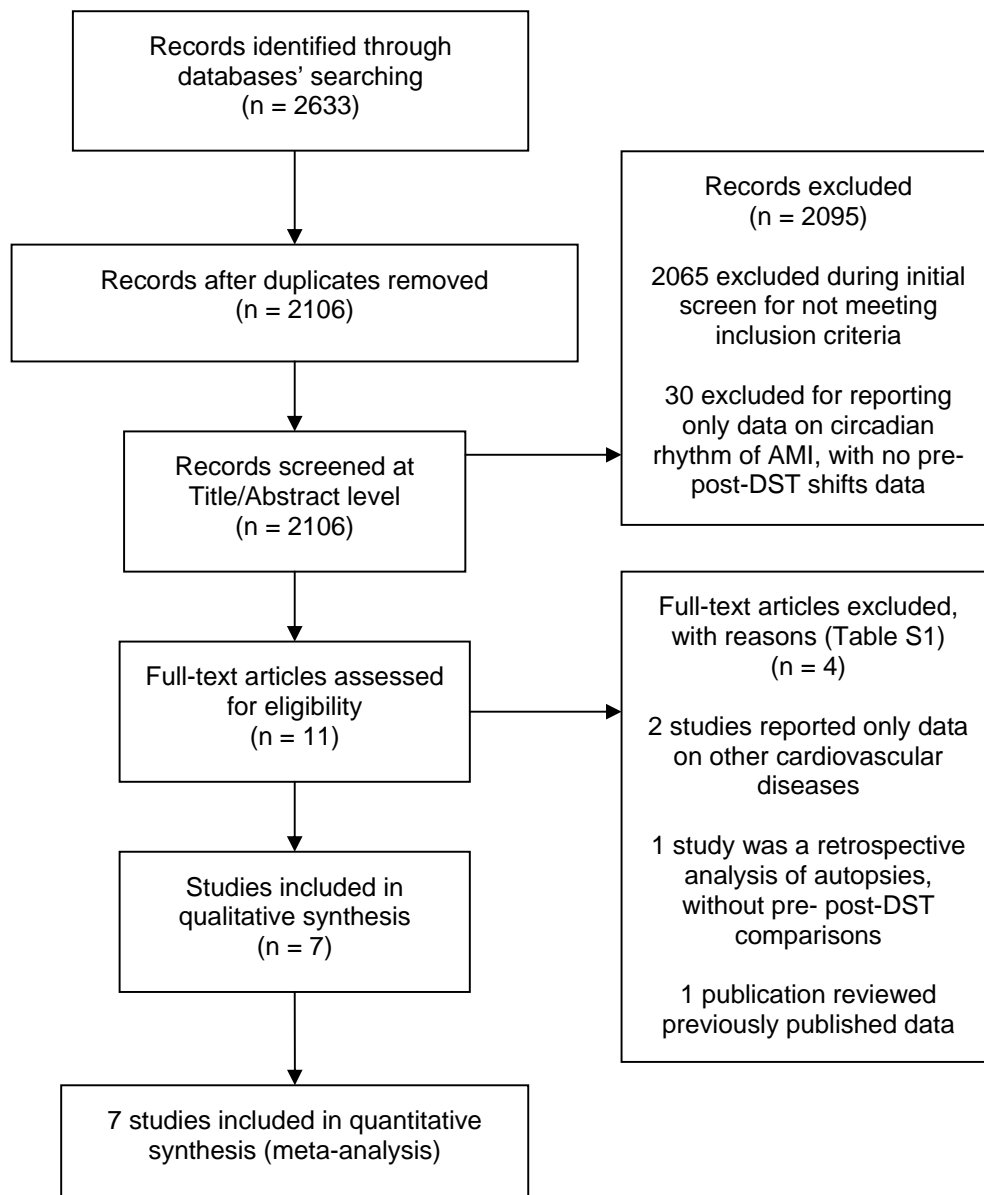 Records identified through
databases’ searching
(n = 2633)
Records after duplicates removed
(n = 2106)
Records screened at
Title/Abstract level
(n = 2106)
Records excluded
(n = 2095)
2065 excluded during initial
screen for not meeting
inclusion criteria
30 excluded for reporting
only data on circadian
rhythm of AMI, with no pre-
post-DST shifts data
Full-text articles assessed
for eligibility
(n = 11)
Full-text articles excluded,
with reasons (Table S1)
(n = 4)
2 studies reported only data
on other cardiovascular
diseases
1 study was a retrospective
analysis of autopsies,
without pre- post-DST
comparisons
1 publication reviewed
previously published data
Studies included in
qualitative synthesis
(n = 7)
7 studies included in quantitative
synthesis (meta-analysis)